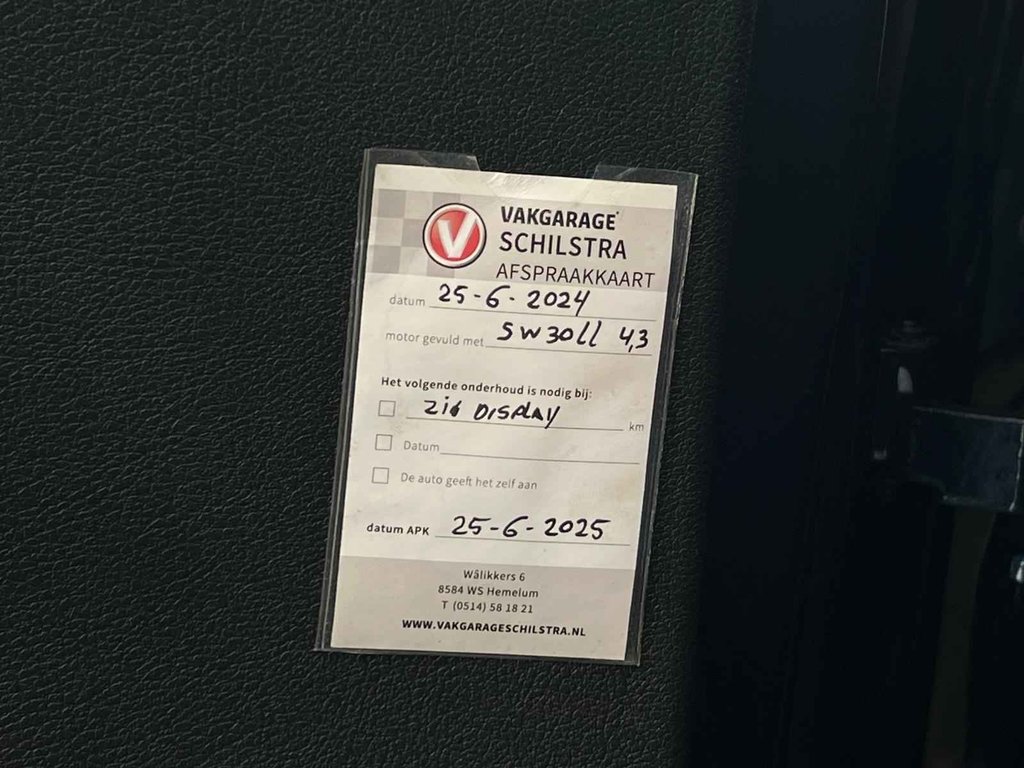 V
VAKGARAGE
SCHILSTRA
AFSPRAAKKAART
datum 25-6-2024
motor gevuld met 5W30LL 4,3
Het volgende onderhoud is nodig bij:
ZIE DISPLAY km
Datum
De auto geeft het zelf aan
datum APK 25-6-2025
Wâlikkers 6
8584 WS Hemelum
T (0514) 58 18 21
WWW.VAKGARAGESCHILSTRA.NL